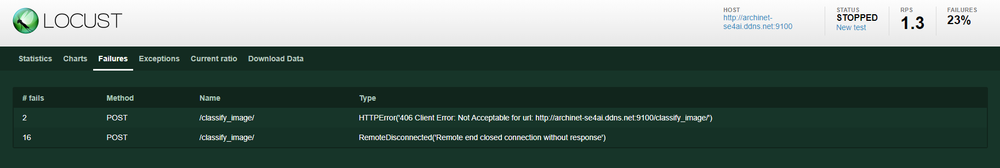 LOCUST
HOST
http://archinet-
se4ai.ddns.net:9100
STATUS
STOPPED
New test
RPS
1.3
FAILURES
23%
Statistics Charts Failures Exceptions Current ratio Download Data
# fails Method Name Type
2 POST /classify_image/ HTTPError('406 Client Error: Not Acceptable for url: http://archinet-se4ai.ddns.net:9100/classify_image/')
16 POST /classify_image/ RemoteDisconnected('Remote end closed connection without response')